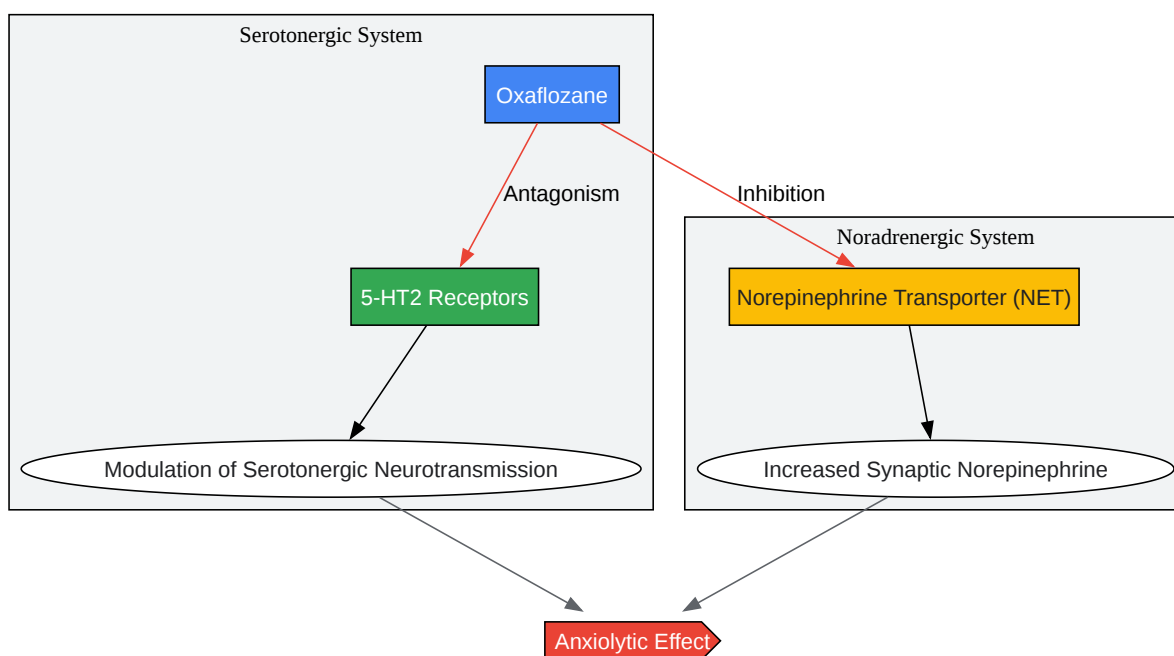 Serotonergic System
Oxaflozane
Antagonism
Inhibition
Noradrenergic System
5-HT2 Receptors
Norepinephrine Transporter (NET)
Modulation of Serotonergic Neurotransmission
Increased Synaptic Norepinephrine
Anxiolytic Effect